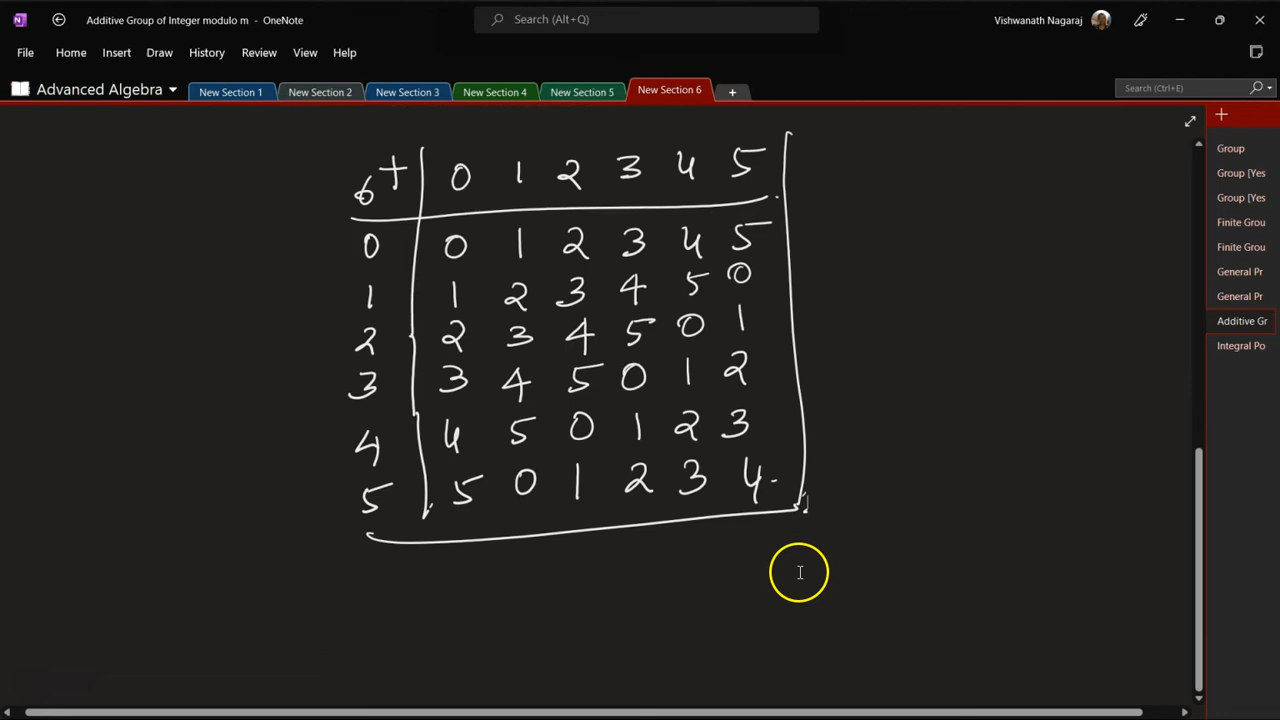 Additive Group of Integer modulo m - OneNote
Search (Alt+Q)
Vishwanath Nagaraj
File Home Insert Draw History Review View Help
Advanced Algebra
New Section 1 New Section 2 New Section 3 New Section 4 New Section 5 New Section 6 +
Search (Ctrl+E)
Group
Group [Yes
Group [Yes
Finite Grou
Finite Grou
General Pr
General Pr
Additive Gr
Integral Po
6+ 0 1 2 3 4 5
0 0 1 2 3 4 5
1 1 2 3 4 5 0
2 2 3 4 5 0 1
3 3 4 5 0 1 2
4 4 5 0 1 2 3
5 5 0 1 2 3 4